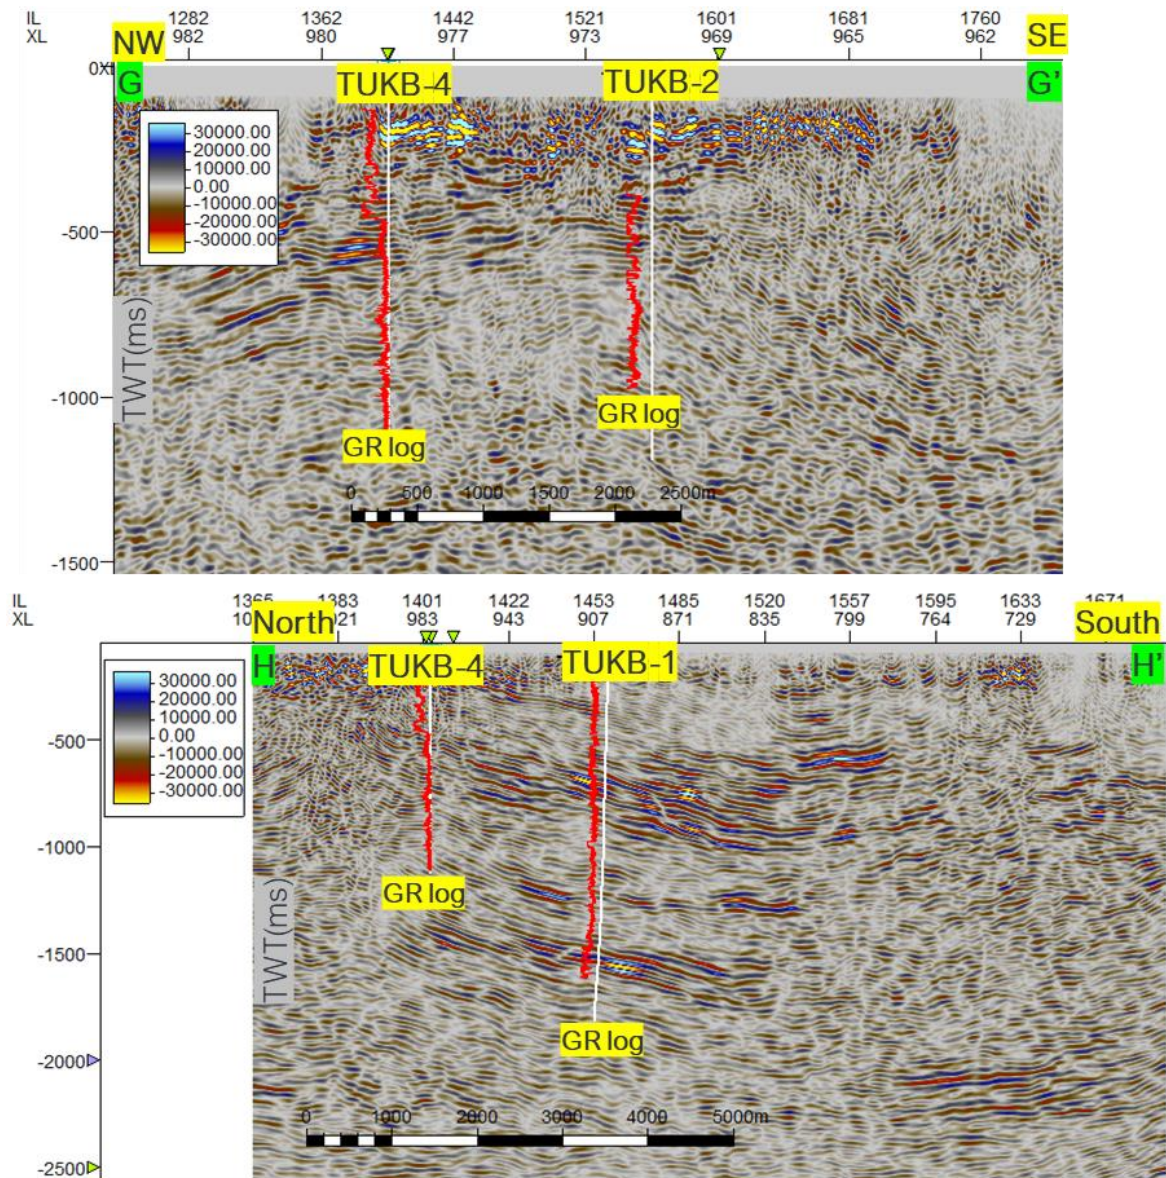 IL 1282 1362 1442 1521 1601 1681 1760
XL 982 980 977 973 969 965 962
NW SE
G G'
TUKB-4 TUKB-2
30000.00
20000.00
10000.00
0.00
-10000.00
-20000.00
-30000.00
-500
-1000
-1500
TWT(ms)
GR log
GR log
0 500 1000 1500 2000 2500m
IL 1383 1401 1422 1453 1485 1520 1557 1595 1633 1671
XL 983 943 907 871 835 799 764 729
North South
H H'
TUKB-4 TUKB-1
30000.00
20000.00
10000.00
0.00
-10000.00
-20000.00
-30000.00
-500
-1000
-1500
-2000
-2500
TWT(ms)
GR log
GR log
0 1000 2000 3000 4000 5000m